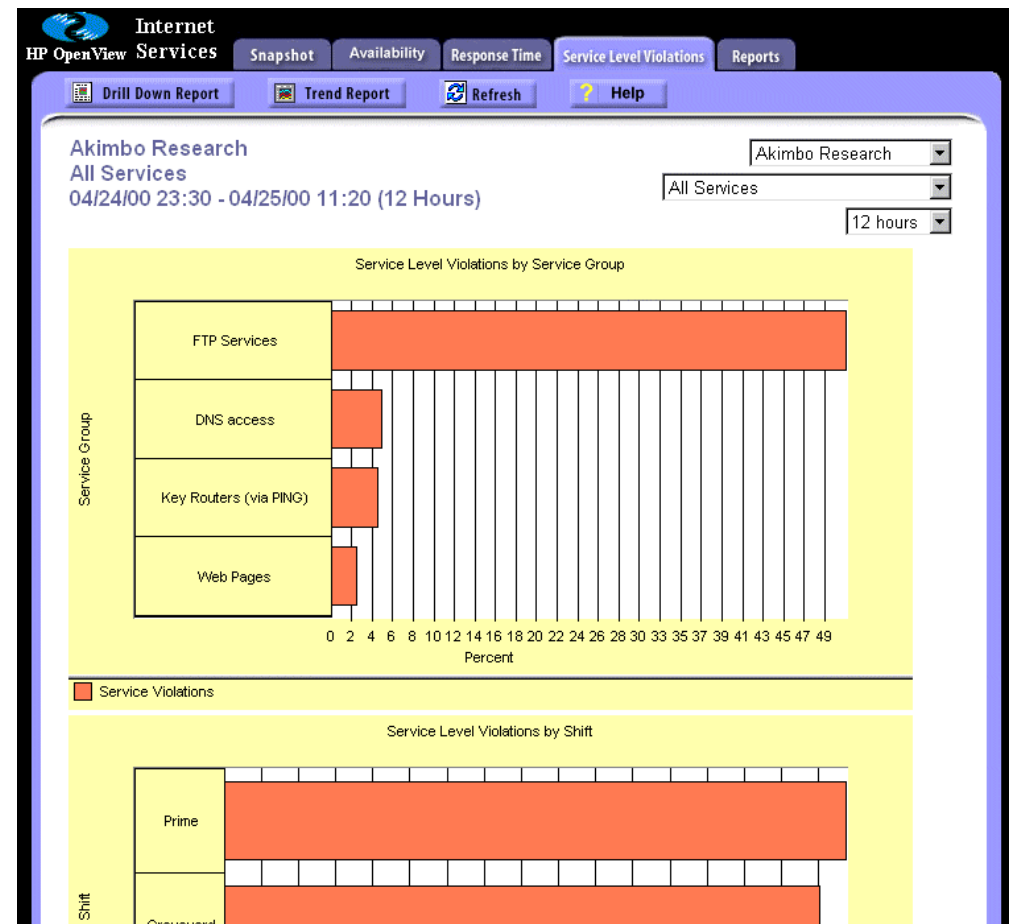 Internet
HP OpenView Services
Snapshot Availability Response Time Service Level Violations Reports
Drill Down Report Trend Report Refresh ? Help
Akimbo Research
All Services
04/24/00 23:30 - 04/25/00 11:20 (12 Hours)
Akimbo Research
All Services
12 hours
Service Level Violations by Service Group
Service Group
FTP Services
DNS access
Key Routers (via PING)
Web Pages
0 2 4 6 8 10 12 14 16 18 20 22 24 26 28 30 33 35 37 39 41 43 45 47 49
Percent
Service Violations
Service Level Violations by Shift
Shift
Prime